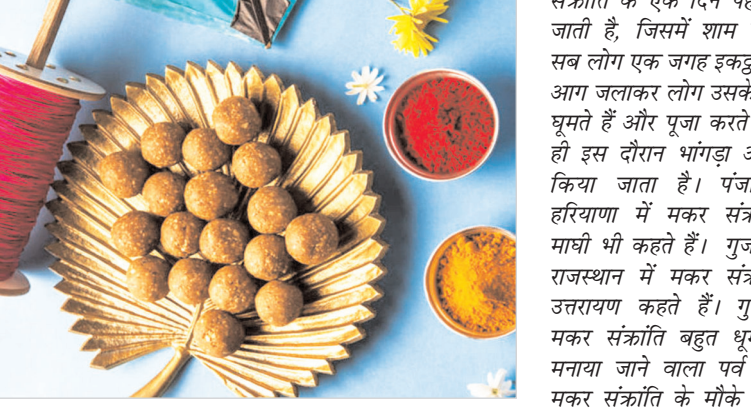 जाती है, जिसमें शाम
सब लोग एक जगह
आग जलाकर लोग उसके
घूमते हैं और पूजा करते
ही इस दौरान भांगड़ा
किया जाता है।
हरियाणा में मकर
माघी भी कहते हैं।
राजस्थान में मकर
उत्तरायण कहते हैं।
मकर संक्रांति बहुत
मनाया जाने वाला पर्व
मकर संक्रांति के मौके